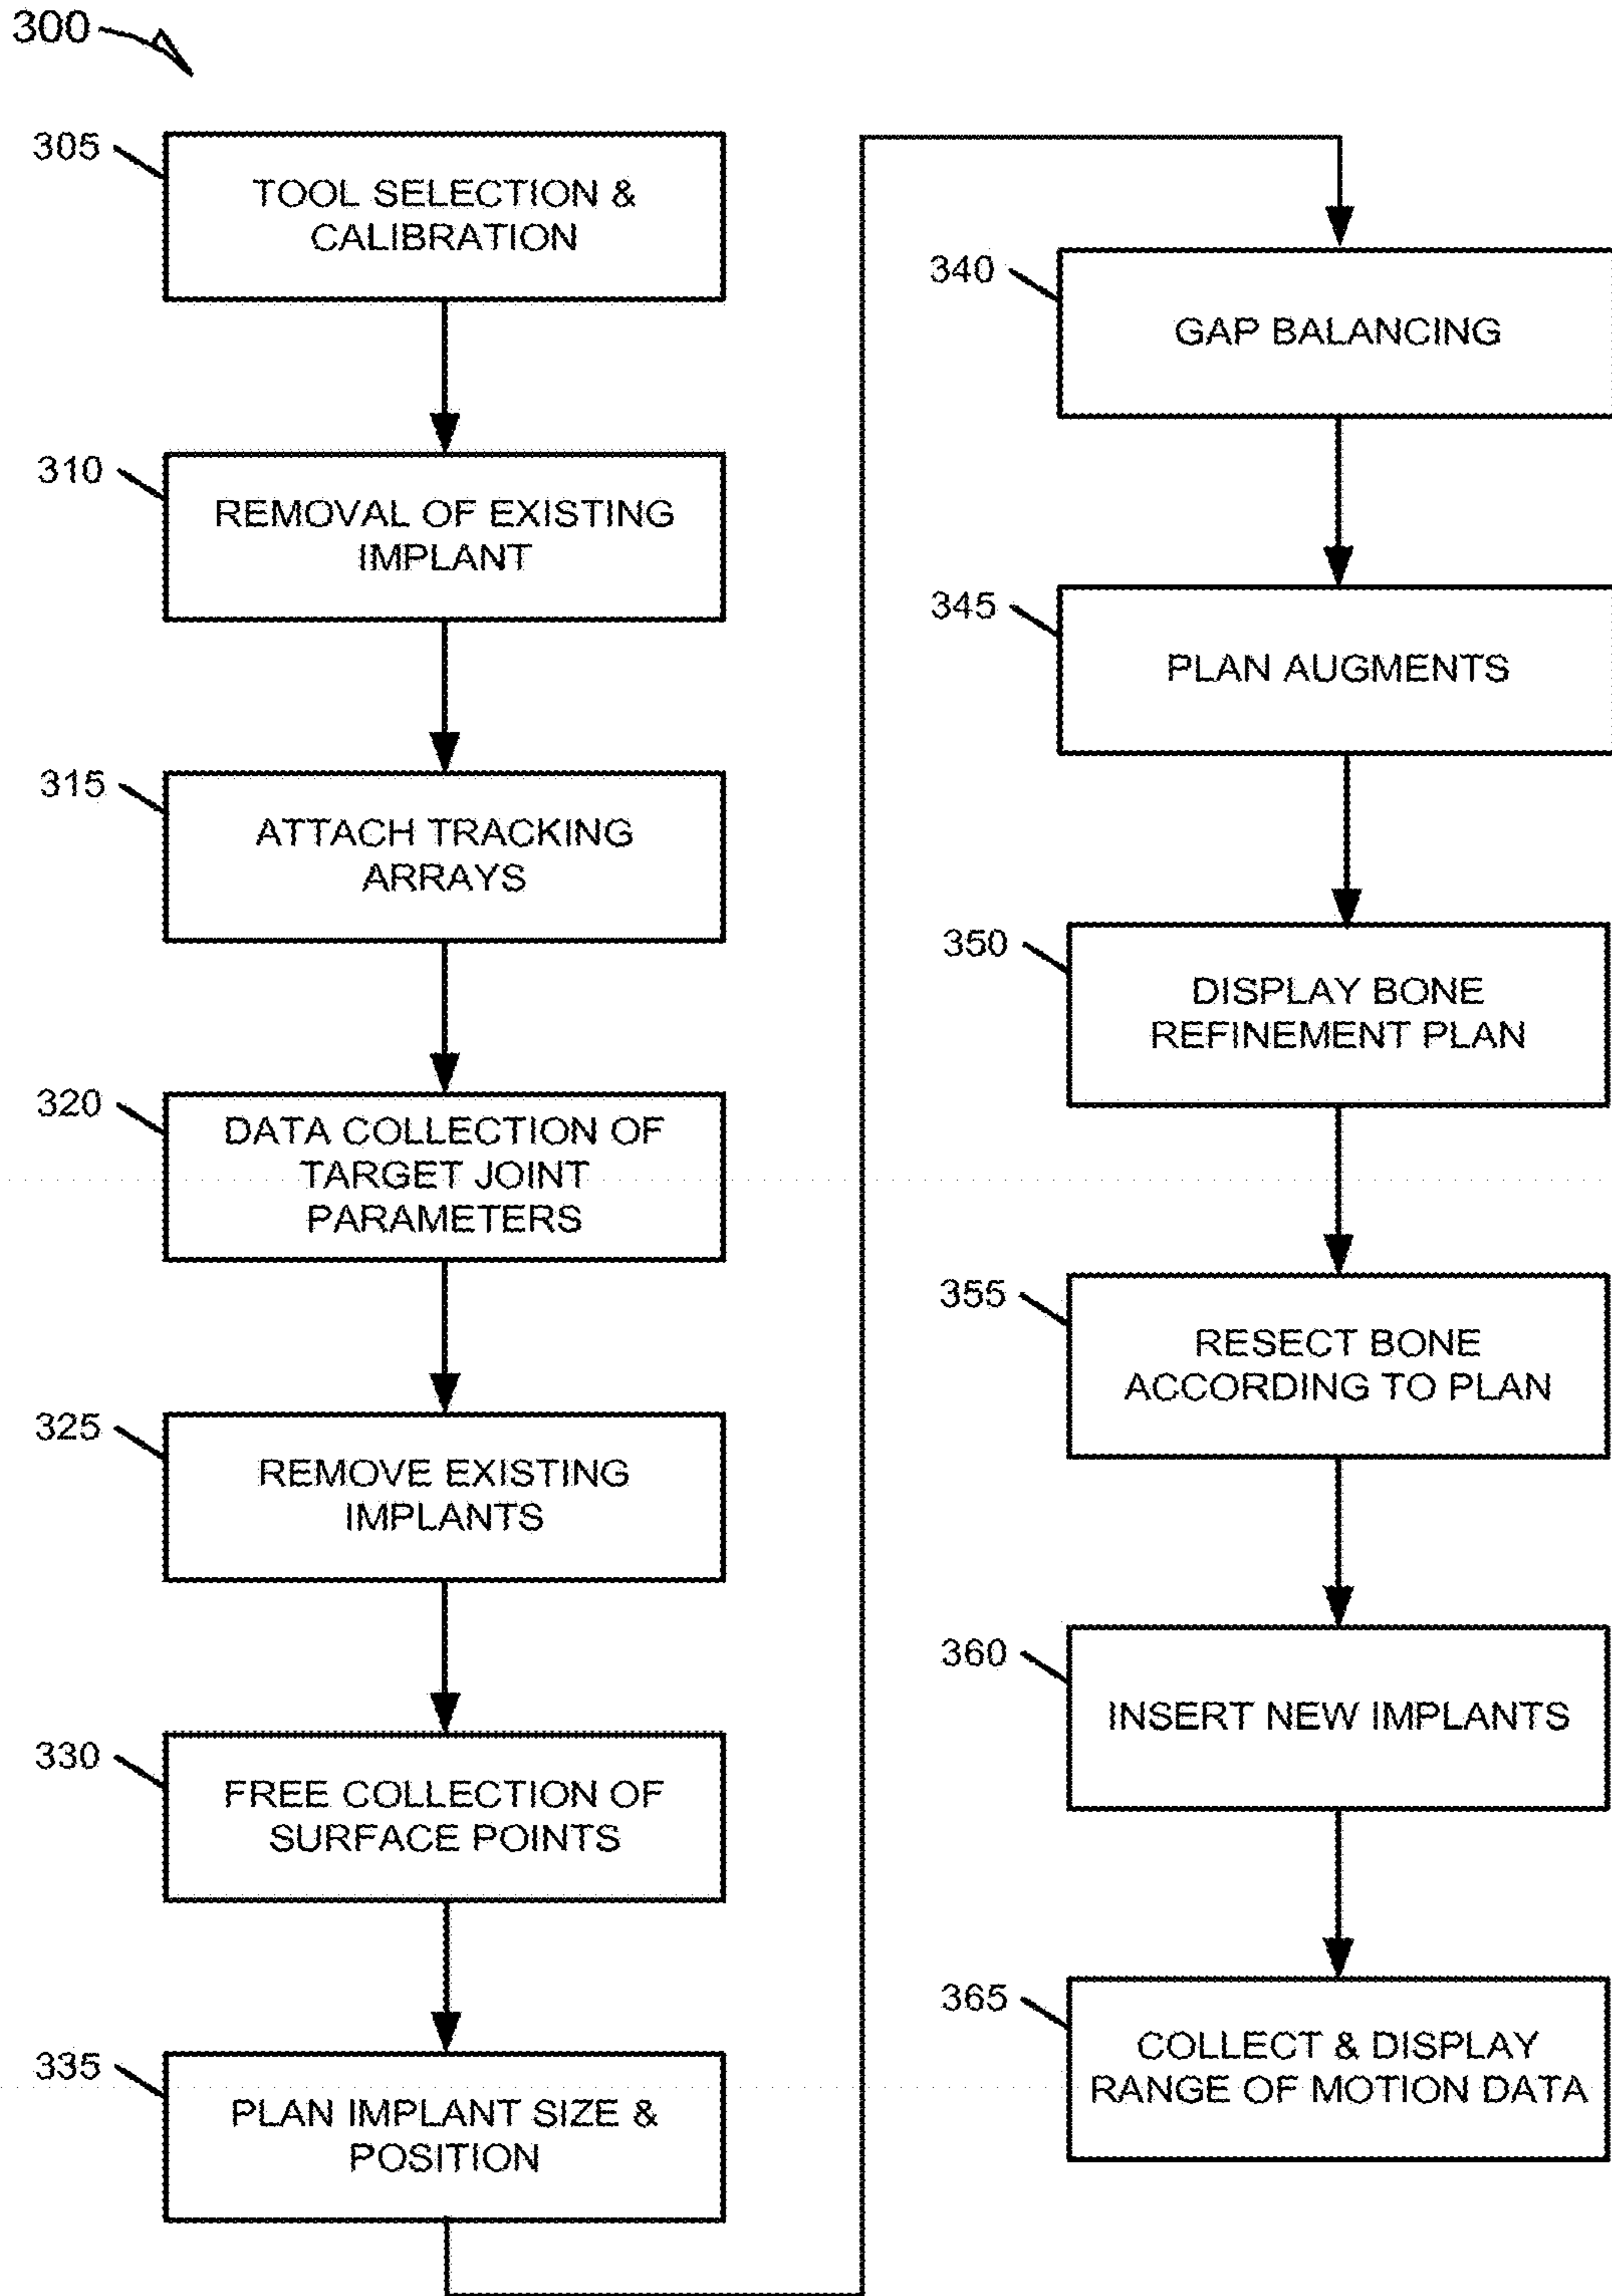 300
305
TOOL SELECTION &
CALIBRATION
310
REMOVAL OF EXISTING
IMPLANT
315
ATTACH TRACKING
ARRAYS
320
DATA COLLECTION OF
TARGET JOINT
PARAMETERS
325
REMOVE EXISTING
IMPLANTS
330
FREE COLLECTION OF
SURFACE POINTS
335
PLAN IMPLANT SIZE &
POSITION
340
GAP BALANCING
345
PLAN AUGMENTS
350
DISPLAY BONE
REFINEMENT PLAN
355
RESECT BONE
ACCORDING TO PLAN
360
INSERT NEW IMPLANTS
365
COLLECT & DISPLAY
RANGE OF MOTION DATA